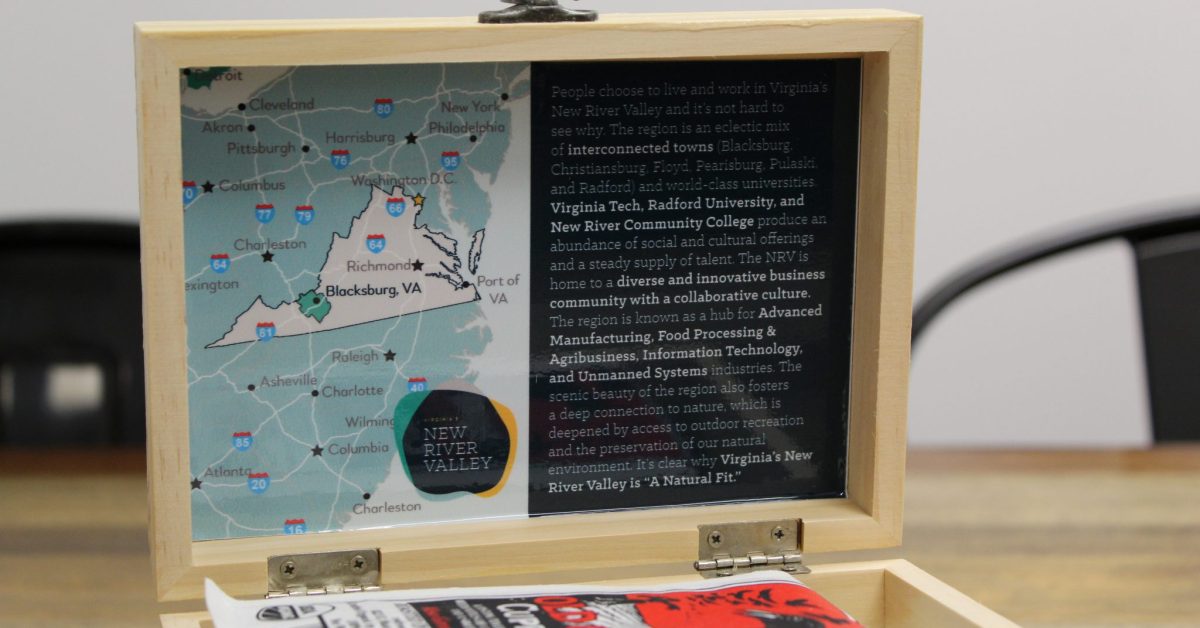 Detroit
Cleveland
80
New York
Akron
Harrisburg
Philadelphia
Pittsburgh
76
95
Washington D.C.
70
Columbus
77
79
66
Charleston
64
64
Richmond
exington
Blacksburg, VA
Port of
VA
61
Raleigh
Asheville
Charlotte
40
Wilming
85
Columbia
Atlanta
20
Charleston
16
VIRGINIA'S
NEW
RIVER
VALLEY
People choose to live and work in Virginia's
New River Valley and it's not hard to
see why. The region is an eclectic mix
of interconnected towns (Blacksburg,
Christiansburg, Floyd, Pearisburg, Pulaski,
and Radford) and world-class universities.
Virginia Tech, Radford University, and
New River Community College produce an
abundance of social and cultural offerings
and a steady supply of talent. The NRV is
home to a diverse and innovative business
community with a collaborative culture.
The region is known as a hub for Advanced
Manufacturing, Food Processing &
Agribusiness, Information Technology,
and Unmanned Systems industries. The
scenic beauty of the region also fosters
a deep connection to nature, which is
deepened by access to outdoor recreation
and the preservation of our natural
environment. It's clear why Virginia's New
River Valley is “A Natural Fit.”